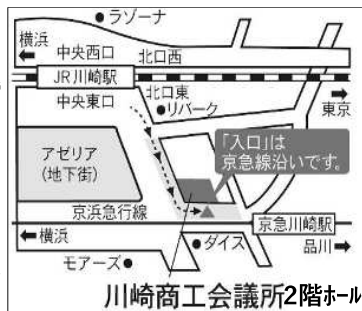 ●ラゾーナ
横浜
中央西口
北口西
JR川崎駅
中央東口
北口東
●リバーク
東京
アゼリア
(地下街)
「入口」は
京急線沿いです。
京浜急行線
京急川崎駅
横浜
●ダイス
品川
モアーズ●
川崎商工会議所2階ホール